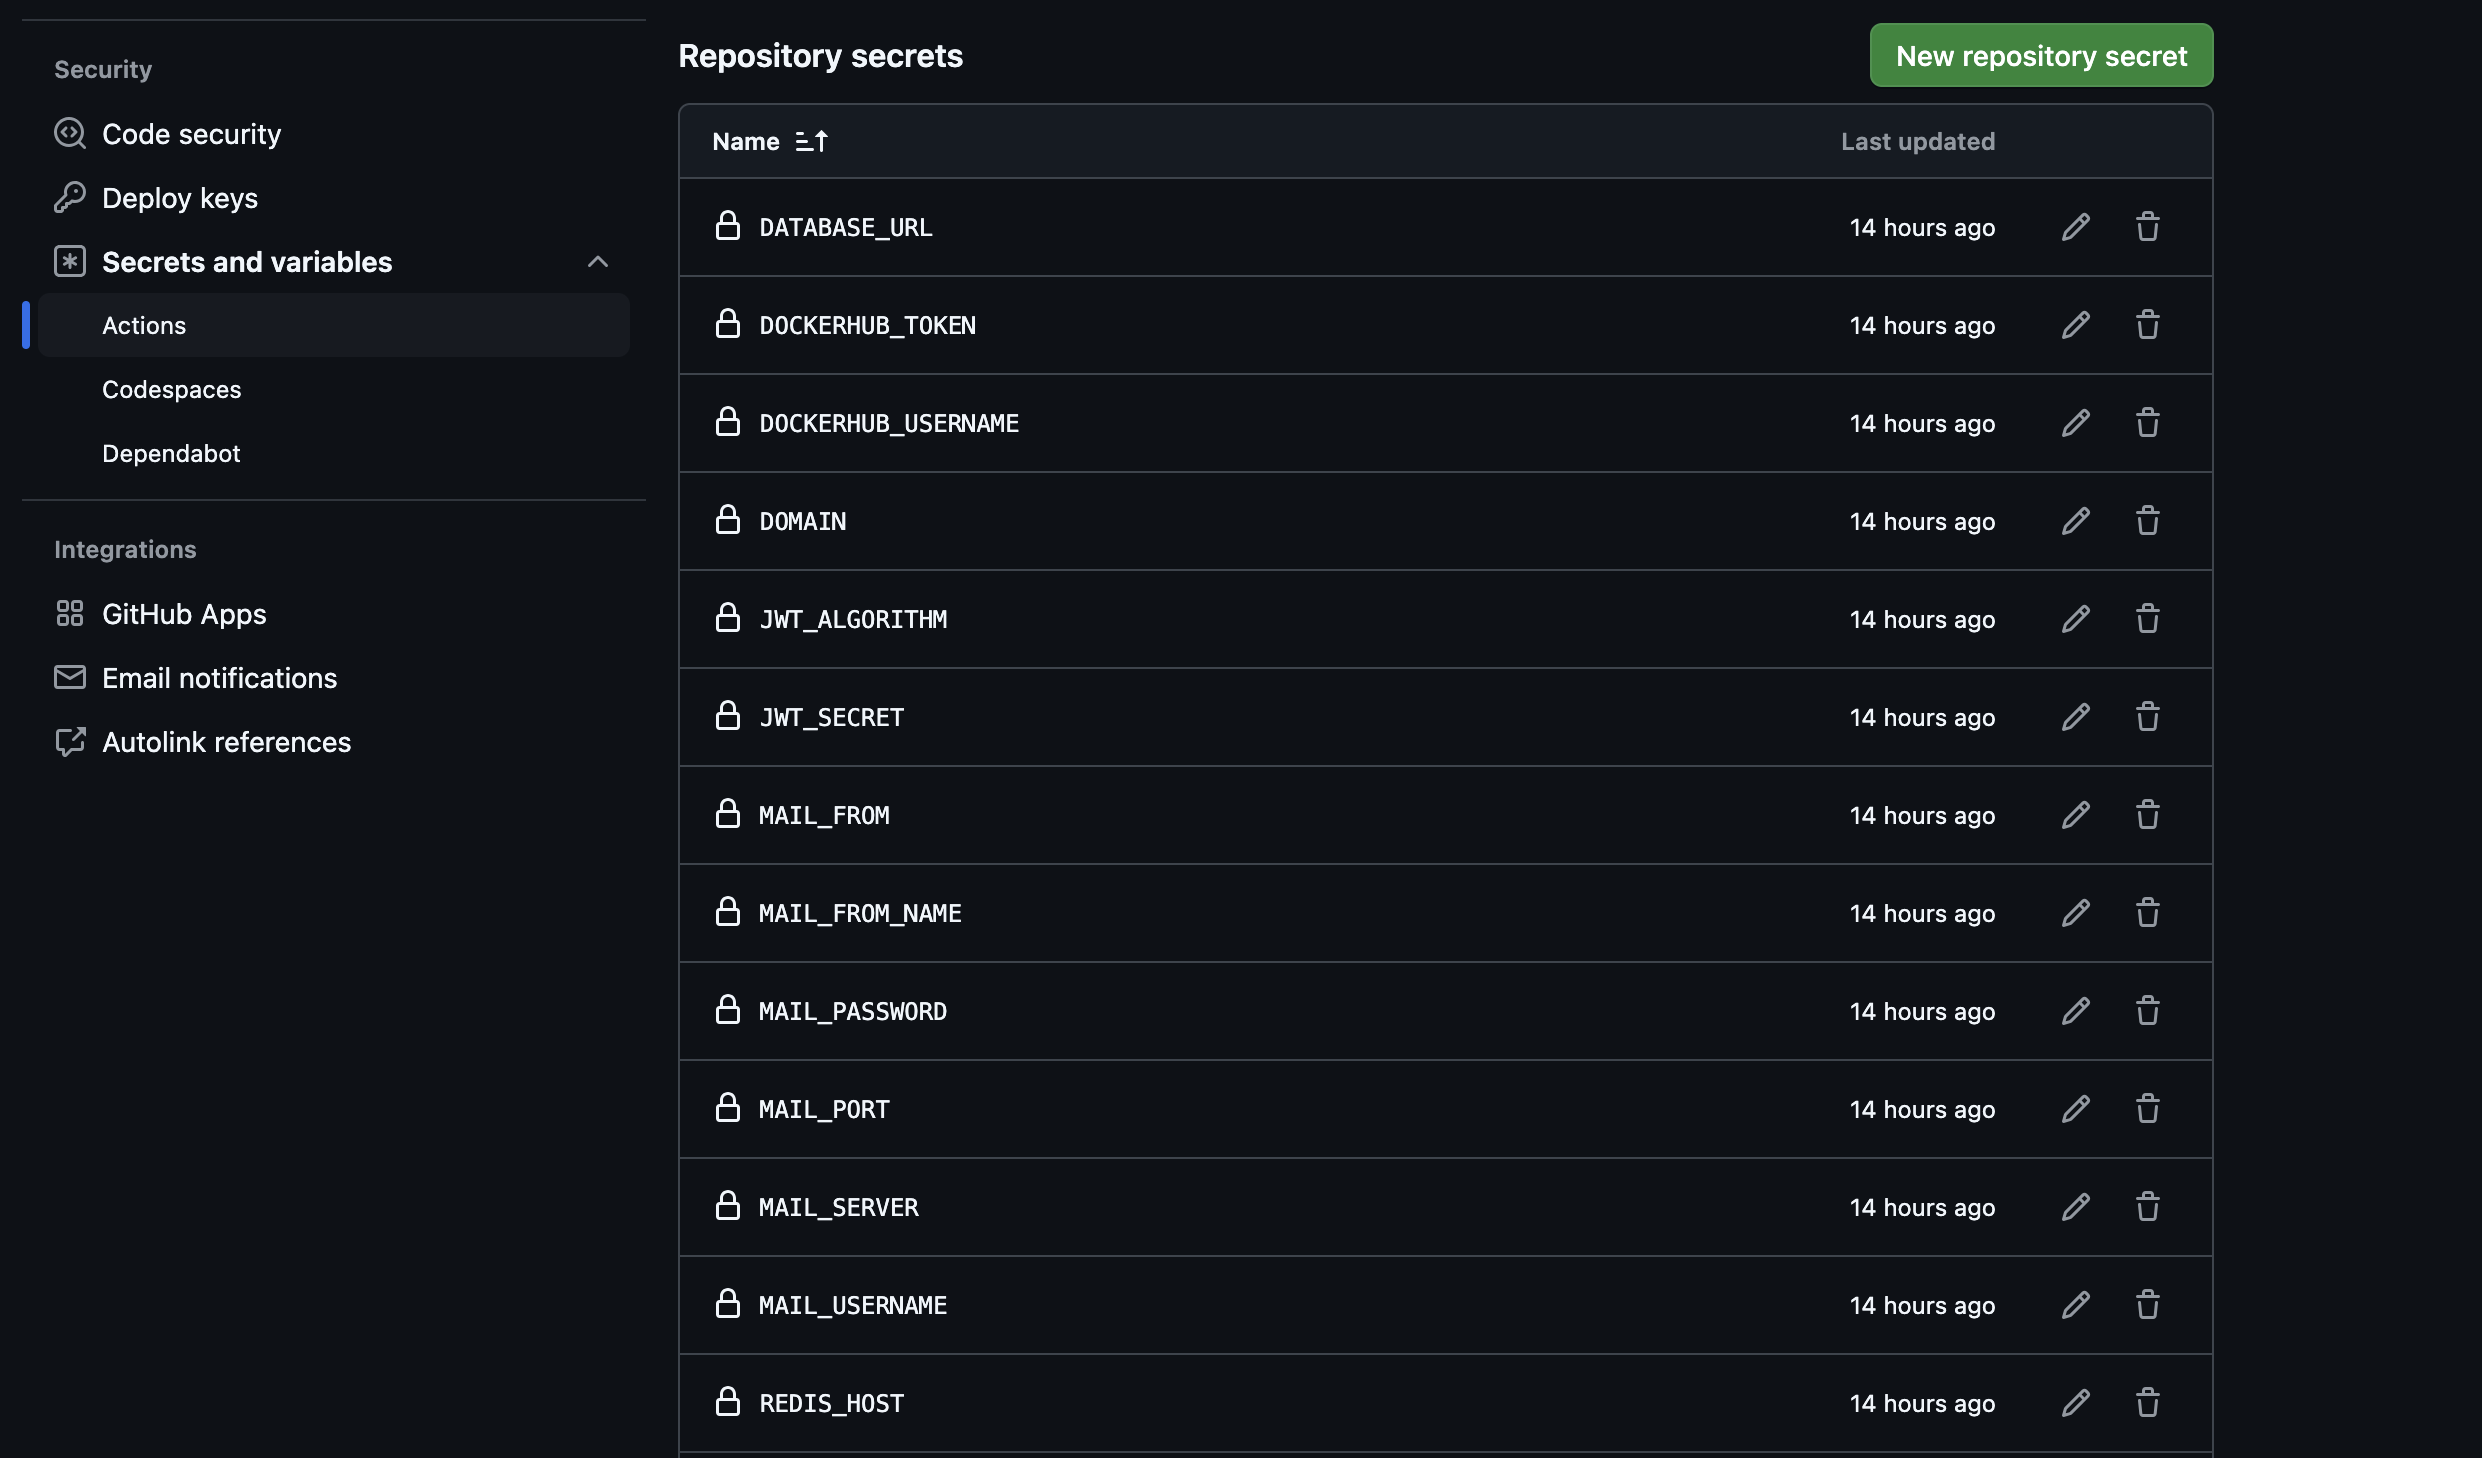 Security
Code security
Deploy keys
Secrets and variables
Actions
Codespaces
Dependabot
Integrations
GitHub Apps
Email notifications
Autolink references
Repository secrets
New repository secret
Name Last updated
DATABASE_URL 14 hours ago
DOCKERHUB_TOKEN 14 hours ago
DOCKERHUB_USERNAME 14 hours ago
DOMAIN 14 hours ago
JWT_ALGORITHM 14 hours ago
JWT_SECRET 14 hours ago
MAIL_FROM 14 hours ago
MAIL_FROM_NAME 14 hours ago
MAIL_PASSWORD 14 hours ago
MAIL_PORT 14 hours ago
MAIL_SERVER 14 hours ago
MAIL_USERNAME 14 hours ago
REDIS_HOST 14 hours ago